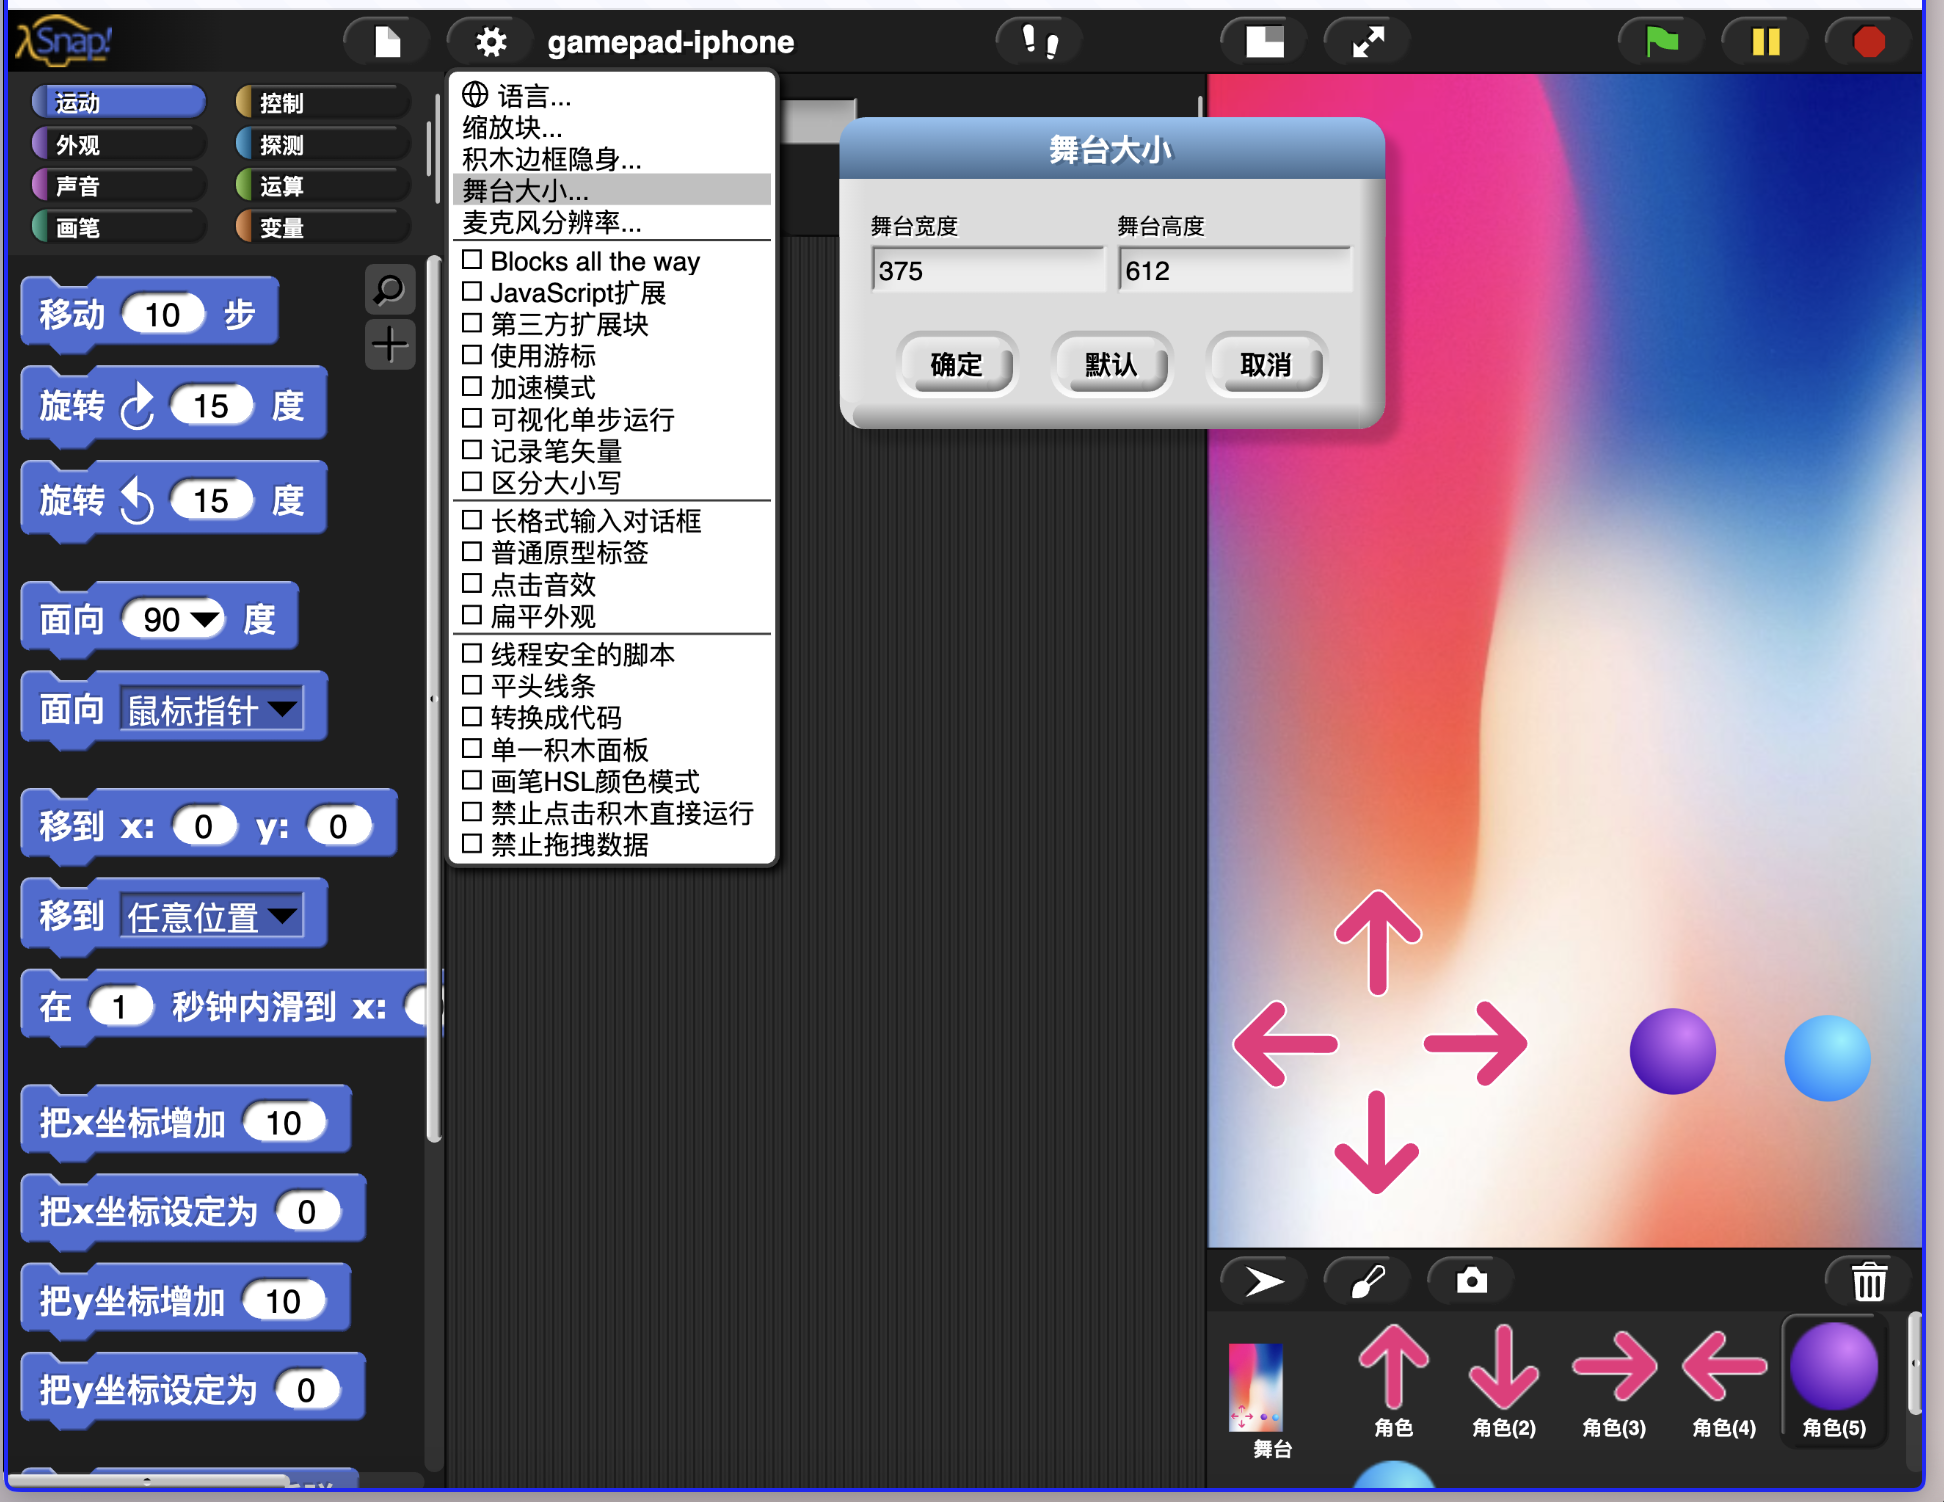 λSnap!
gamepad-iphone
运动
控制
外观
探测
声音
运算
画笔
变量
移动 10 步
旋转 15 度
旋转 15 度
面向 90 度
面向 鼠标指针
移到 x: 0 y: 0
移到 任意位置
在 1 秒钟内滑到 x:
把x坐标增加 10
把x坐标设定为 0
把y坐标增加 10
把y坐标设定为 0
语言...
缩放块...
积木边框隐身...
舞台大小...
麦克风分辨率...
Blocks all the way
JavaScript扩展
第三方扩展块
使用游标
加速模式
可视化单步运行
记录笔矢量
区分大小写
长格式输入对话框
普通原型标签
点击音效
扁平外观
线程安全的脚本
平头线条
转换成代码
单一积木面板
画笔HSL颜色模式
禁止点击积木直接运行
禁止拖拽数据
舞台大小
舞台宽度 舞台高度
375 612
确定 默认 取消
舞台
角色
角色(2)
角色(3)
角色(4)
角色(5)